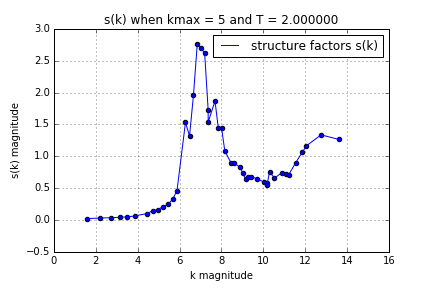 s(k) when kmax = 5 and T = 2.000000
structure factors s(k)
s(k) magnitude
3.0
2.5
2.0
1.5
1.0
0.5
0.0
−0.5
0 2 4 6 8 10 12 14 16
k magnitude